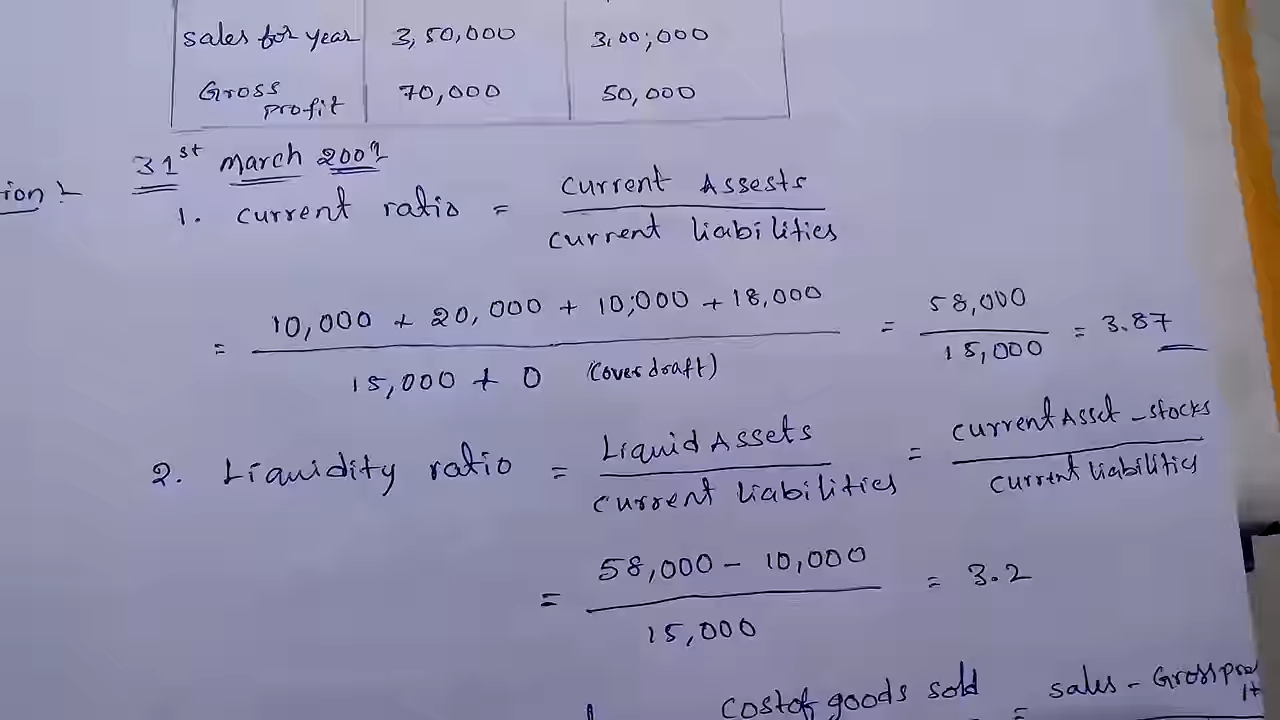 sales for year 3,50,000 3,00,000
Gross profit 70,000 50,000
31st March 2009
tion :-
1. current ratio = current Assests / current liabilities
= 10,000 + 20,000 + 10,000 + 18,000 / 15,000 + 0 (overdraft) = 58,000 / 15,000 = 3.87
2. Liquidity ratio = Liquid Assets / current liabilities = current Asset - stocks / current liabilities
= 58,000 - 10,000 / 15,000 = 3.2
cost of goods sold = sales - Gross profit